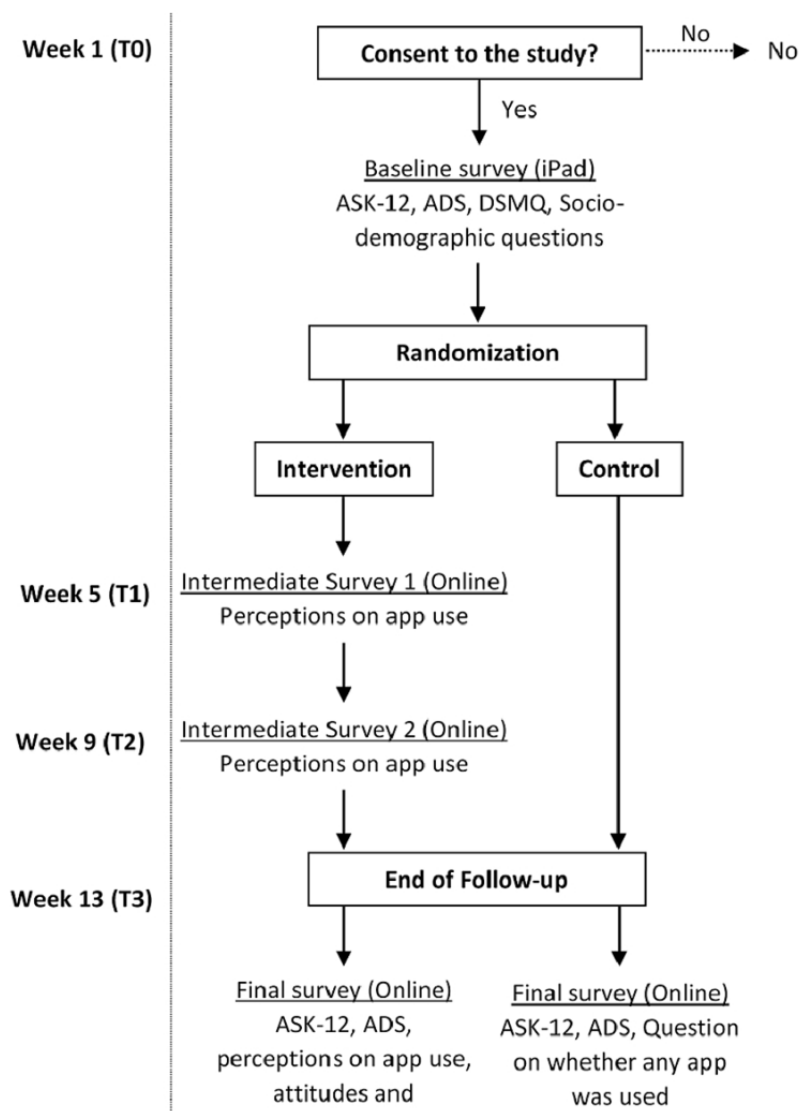 Week 1 (T0)
Consent to the study?
No
No
Yes
Baseline survey (iPad)
ASK-12, ADS, DSMQ, Socio-
demographic questions
Randomization
Intervention
Control
Week 5 (T1)
Intermediate Survey 1 (Online)
Perceptions on app use
Week 9 (T2)
Intermediate Survey 2 (Online)
Perceptions on app use
Week 13 (T3)
End of Follow-up
Final survey (Online)
ASK-12, ADS,
perceptions on app use,
attitudes and
Final survey (Online)
ASK-12, ADS, Question
on whether any app
was used